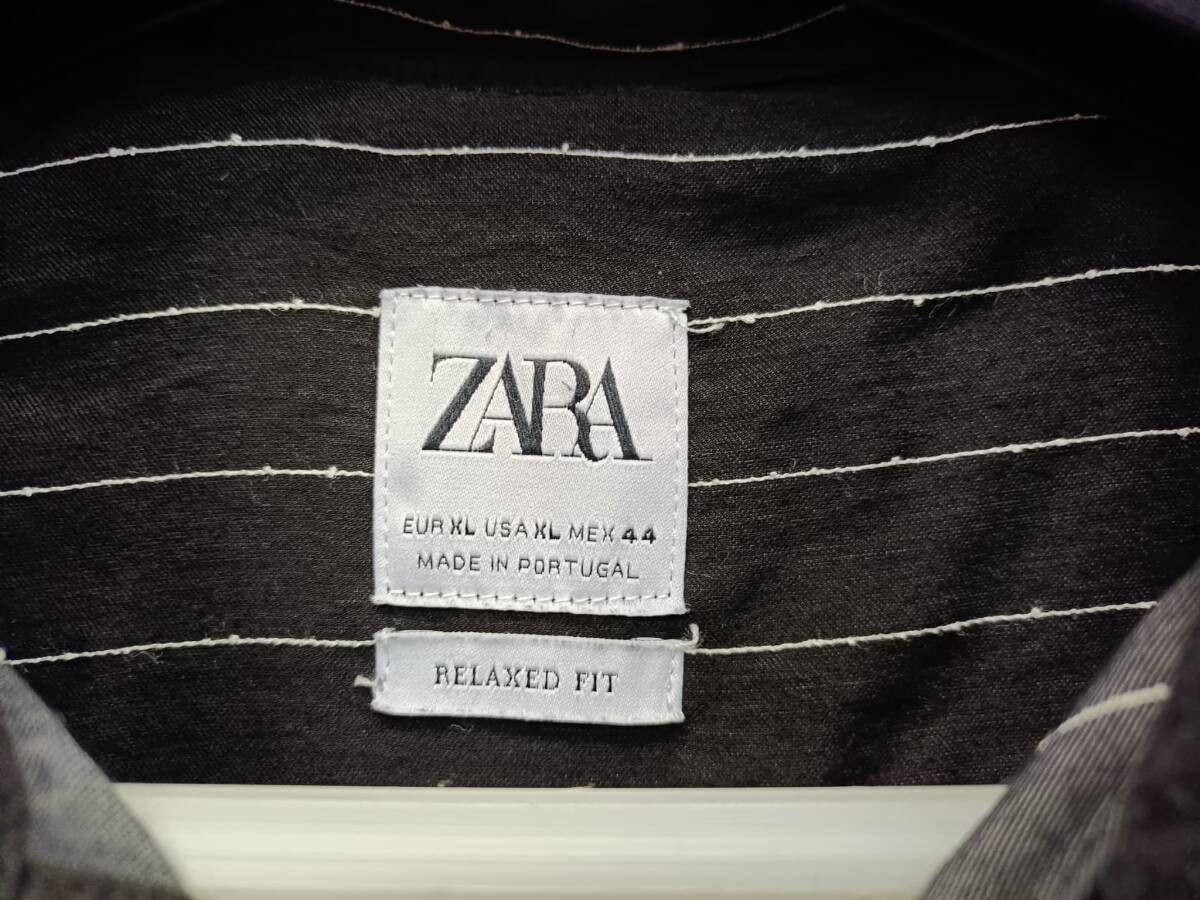 ZARA
EUR XL USA XL MEX 44
MADE IN PORTUGAL
RELAXED FIT